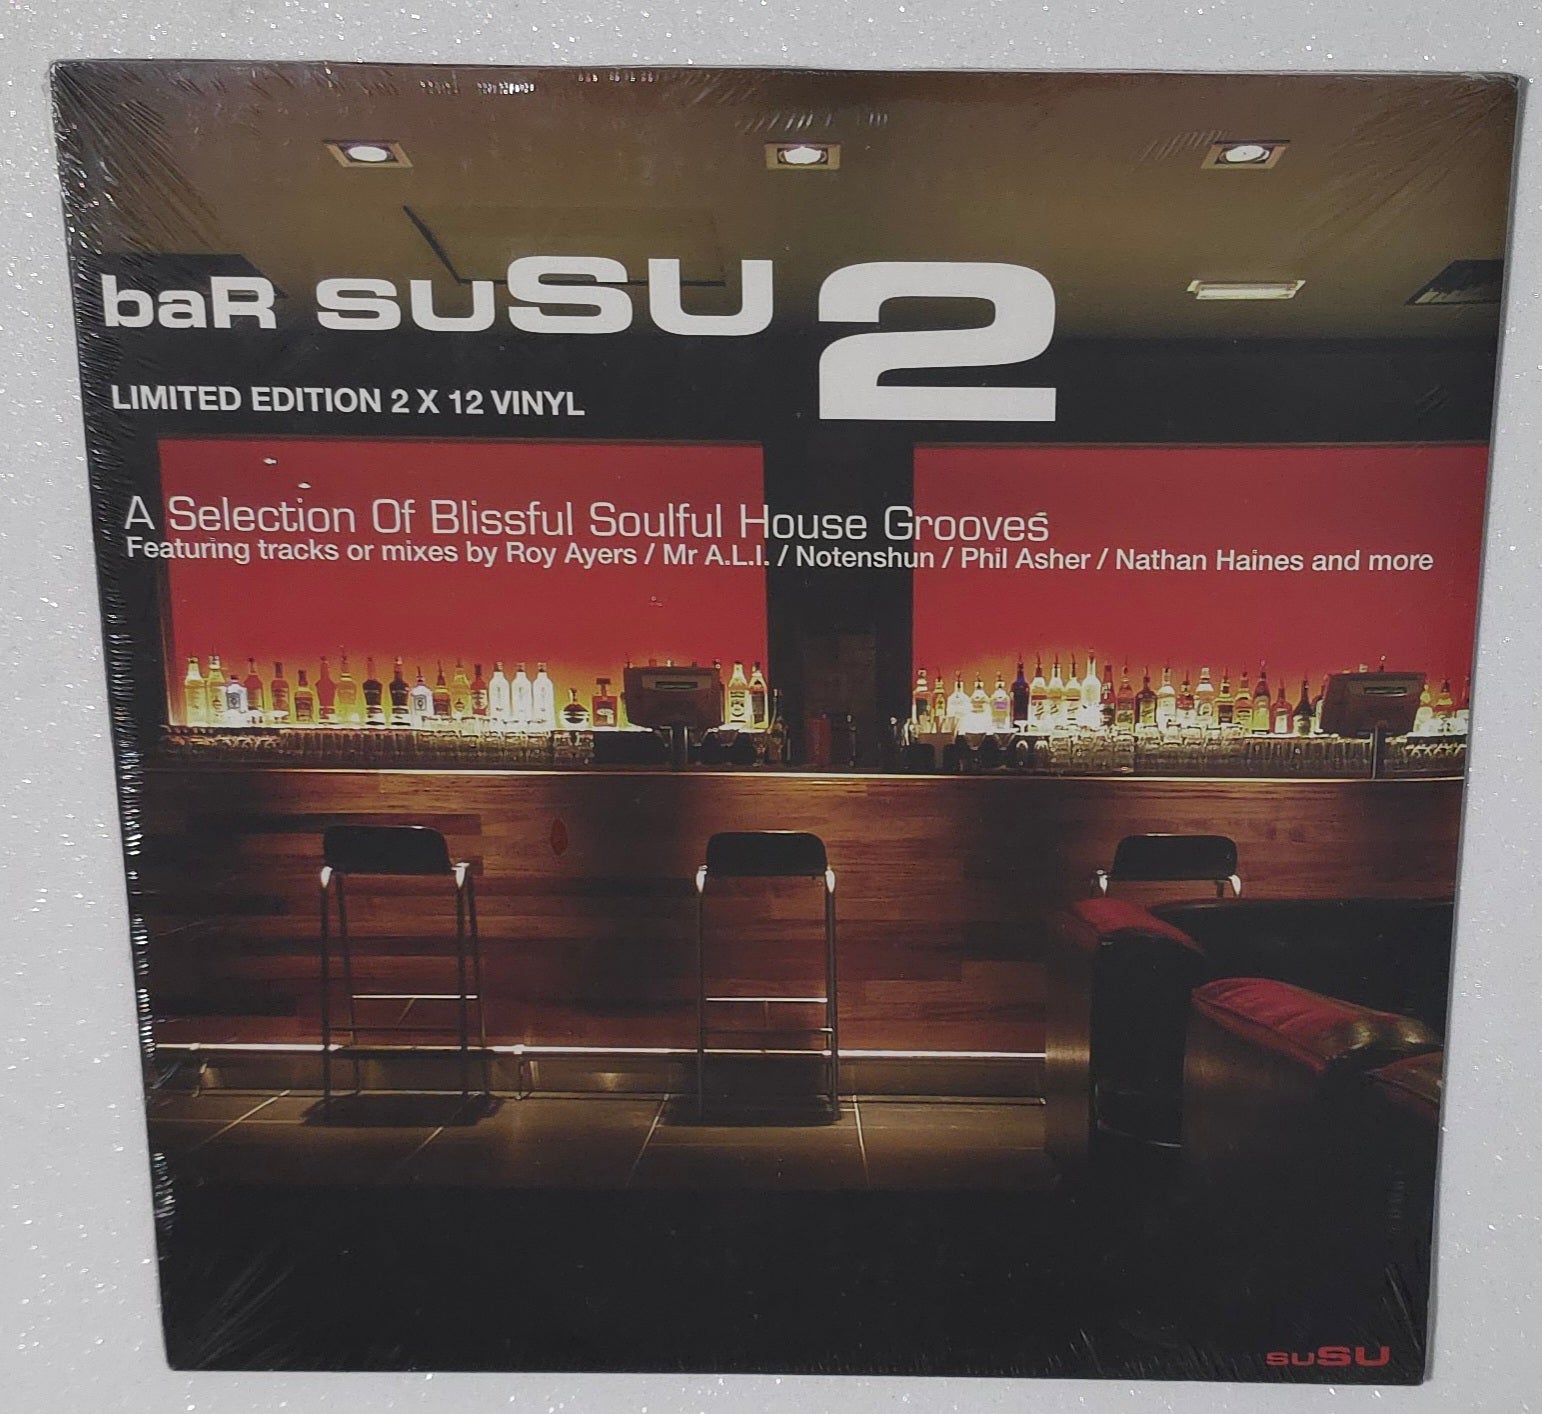 baR suSU 2
LIMITED EDITION 2 X 12 VINYL
A Selection Of Blissful Soulful House Grooves
Featuring tracks or mixes by Roy Ayers / Mr A.L.I. / Notenshun / Phil Asher / Nathan Haines and more
suSU